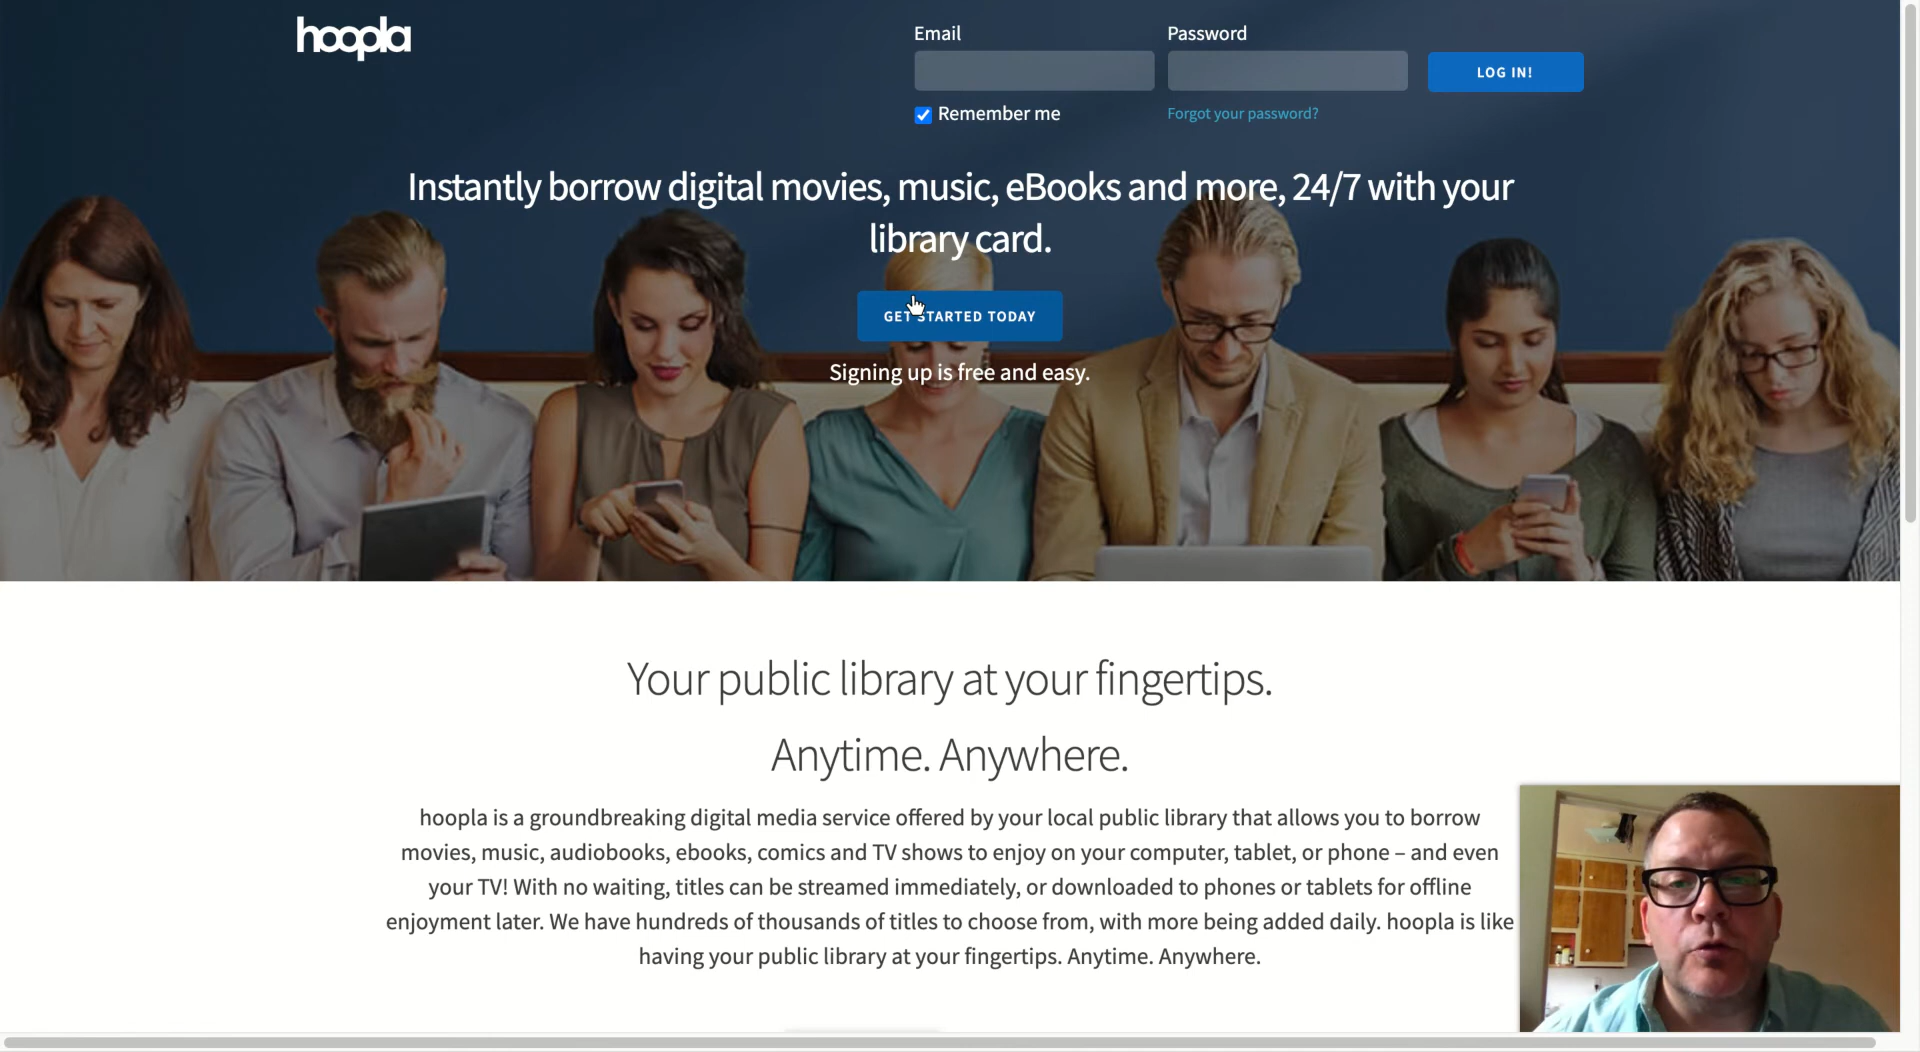 hoopla
Email
Password
LOG IN!
Remember me
Forgot your password?
Instantly borrow digital movies, music, eBooks and more, 24/7 with your
library card.
GET STARTED TODAY
Signing up is free and easy.
Your public library at your fingertips.
Anytime. Anywhere.
hoopla is a groundbreaking digital media service offered by your local public library that allows you to borrow
movies, music, audiobooks, ebooks, comics and TV shows to enjoy on your computer, tablet, or phone – and even
your TV! With no waiting, titles can be streamed immediately, or downloaded to phones or tablets for offline
enjoyment later. We have hundreds of thousands of titles to choose from, with more being added daily. hoopla is like
having your public library at your fingertips. Anytime. Anywhere.